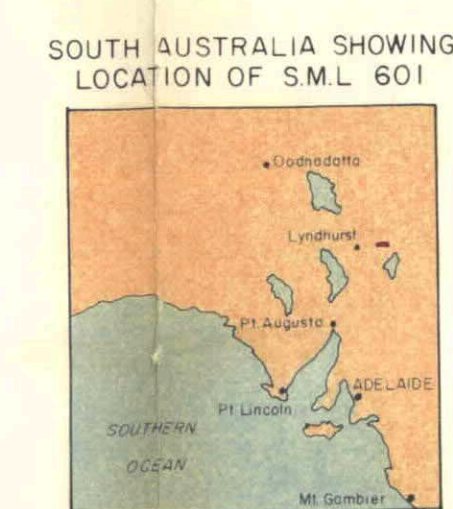 SOUTH AUSTRALIA SHOWING
LOCATION OF S.M.L 601
Oodnadatta
Lyndhurst
Pt. Augusta
ADELAIDE
Pt Lincoln
SOUTHERN
OCEAN
Mt. Gambier